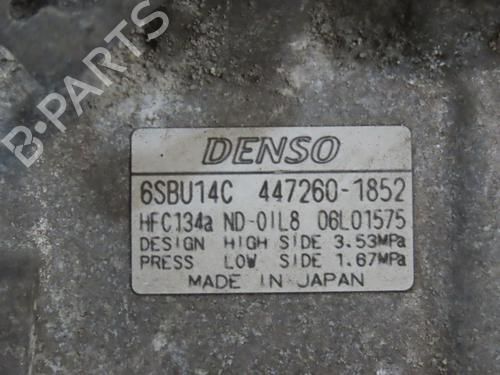 B-PARTS
DENSO
6SBU14C 447260-1852
HFC134a ND-OIL8 06L01575
DESIGN HIGH SIDE 3.53MPa
PRESS LOW SIDE 1.67MPa
MADE IN JAPAN